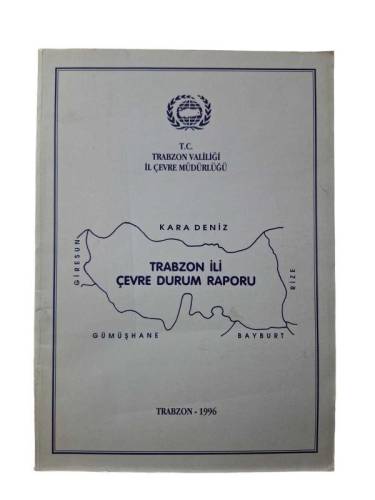 T.C.
TRABZON VALİLİĞİ
İL ÇEVRE MÜDÜRLÜĞÜ
KARA DENİZ
GİRESUN
TRABZON İLİ
ÇEVRE DURUM RAPORU
RİZE
GÜMÜŞHANE
BAYBURT
TRABZON - 1996